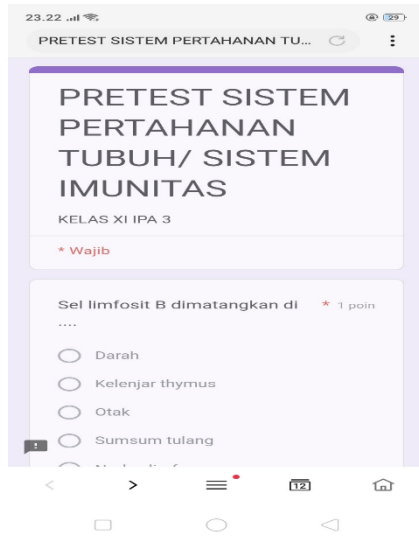 23.22
29
PRETEST SISTEM PERTAHANAN TU...
PRETEST SISTEM
PERTAHANAN
TUBUH/ SISTEM
IMUNITAS
KELAS XI IPA 3
* Wajib
Sel limfosit B dimatangkan di * 1 poin
....
Darah
Kelenjar thymus
Otak
Sumsum tulang
12